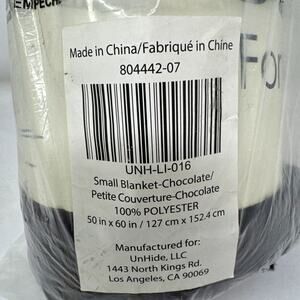 EMPECH
Made in China/Fabriqué in Chine
804442-07
For
UNH-LI-016
Small Blanket-Chocolate/
Petite Couverture-Chocolate
100% POLYESTER
50 in x 60 in / 127 cm x 152.4 cm
Manufactured for:
UnHide, LLC
1443 North Kings Rd.
Los Angeles, CA 90069